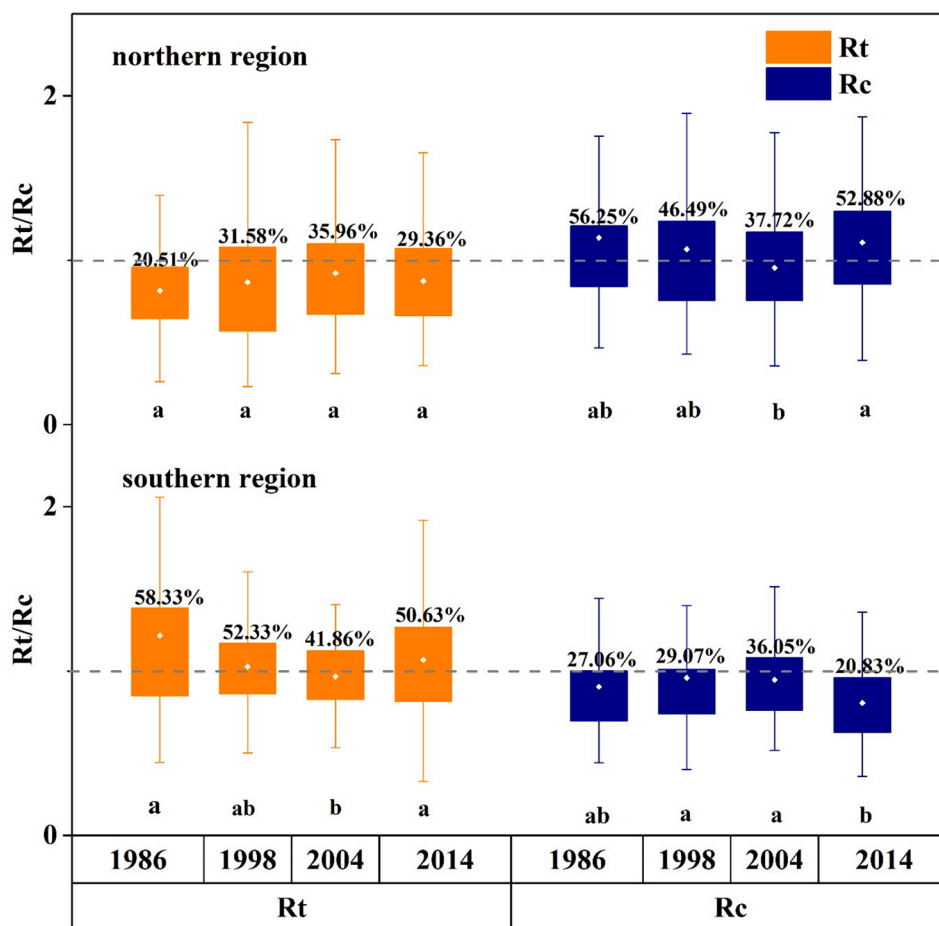 northern region
Rt
Rc
2
Rt/Rc
20.51%
31.58%
35.96%
29.36%
56.25%
46.49%
37.72%
52.88%
a
a
a
a
ab
ab
b
a
0
southern region
2
Rt/Rc
58.33%
52.33%
41.86%
50.63%
27.06%
29.07%
36.05%
20.83%
a
ab
b
a
ab
a
a
b
0
1986 1998 2004 2014 1986 1998 2004 2014
Rt Rc